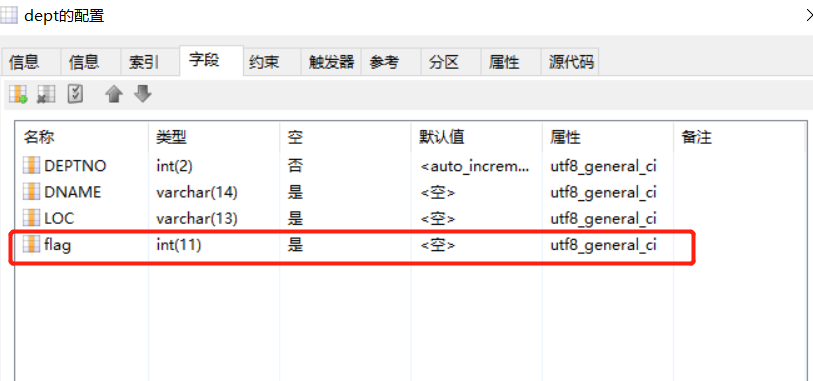 dept的配置
信息 信息 索引 字段 约束 触发器 参考 分区 属性 源代码
名称 类型 空 默认值 属性 备注
DEPTNO int(2) 否 <auto_increm... utf8_general_ci
DNAME varchar(14) 是 <空> utf8_general_ci
LOC varchar(13) 是 <空> utf8_general_ci
flag int(11) 是 <空> utf8_general_ci